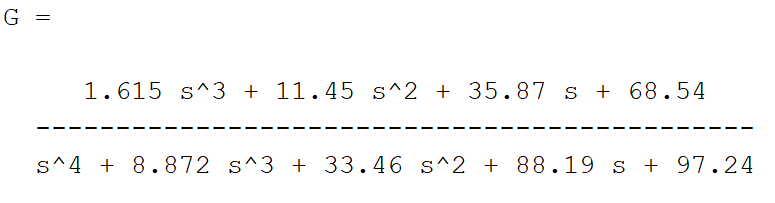 G =
1.615 s^3 + 11.45 s^2 + 35.87 s + 68.54
---------------------------------------------
s^4 + 8.872 s^3 + 33.46 s^2 + 88.19 s + 97.24